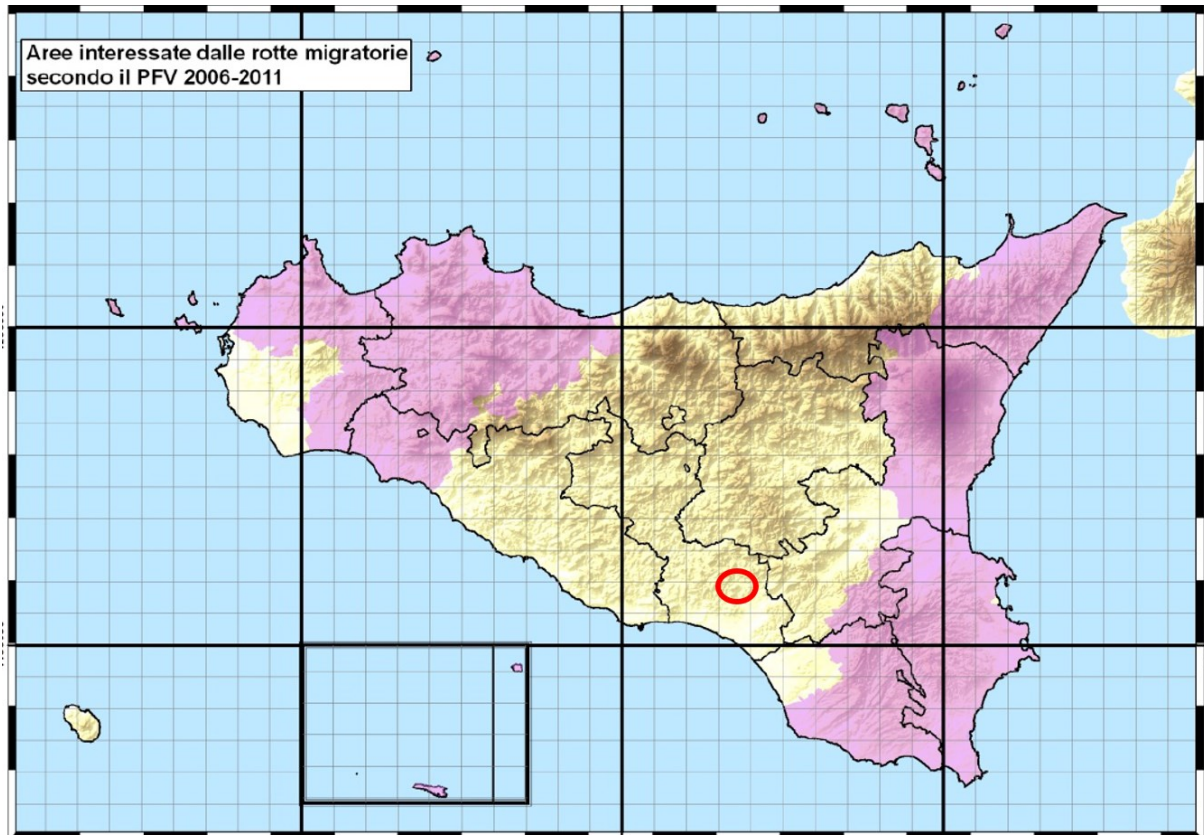 Aree interessate dalle rotte migratorie
secondo il PFV 2006-2011